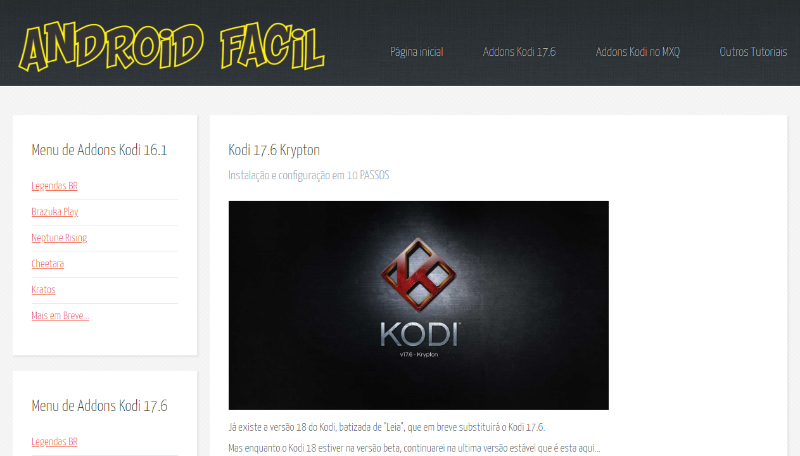 ANDROID FACIL
Página inicial
Addons Kodi 17.6
Addons Kodi no MXQ
Outros Tutoriais
Menu de Addons Kodi 16.1
Legendas BR
Brazuka Play
Neptune Rising
Cheetara
Kratos
Mais em Breve...
Menu de Addons Kodi 17.6
Legendas BR
Kodi 17.6 Krypton
Instalação e configuração em 10 PASSOS
KODI
v17.6 - Krypton
Já existe a versão 18 do Kodi, batizada de "Leia", que em breve substituirá o Kodi 17.6.
Mas enquanto o Kodi 18 estiver na versão beta, continuarei na ultima versão estável que é esta aqui...